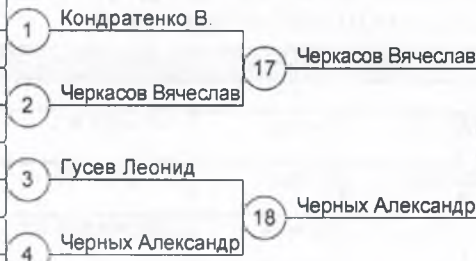 1 Кондратенко В.
17 Черкасов Вячеслав
2 Черкасов Вячеслав
3 Гусев Леонид
18 Черных Александр
4 Черных Александр